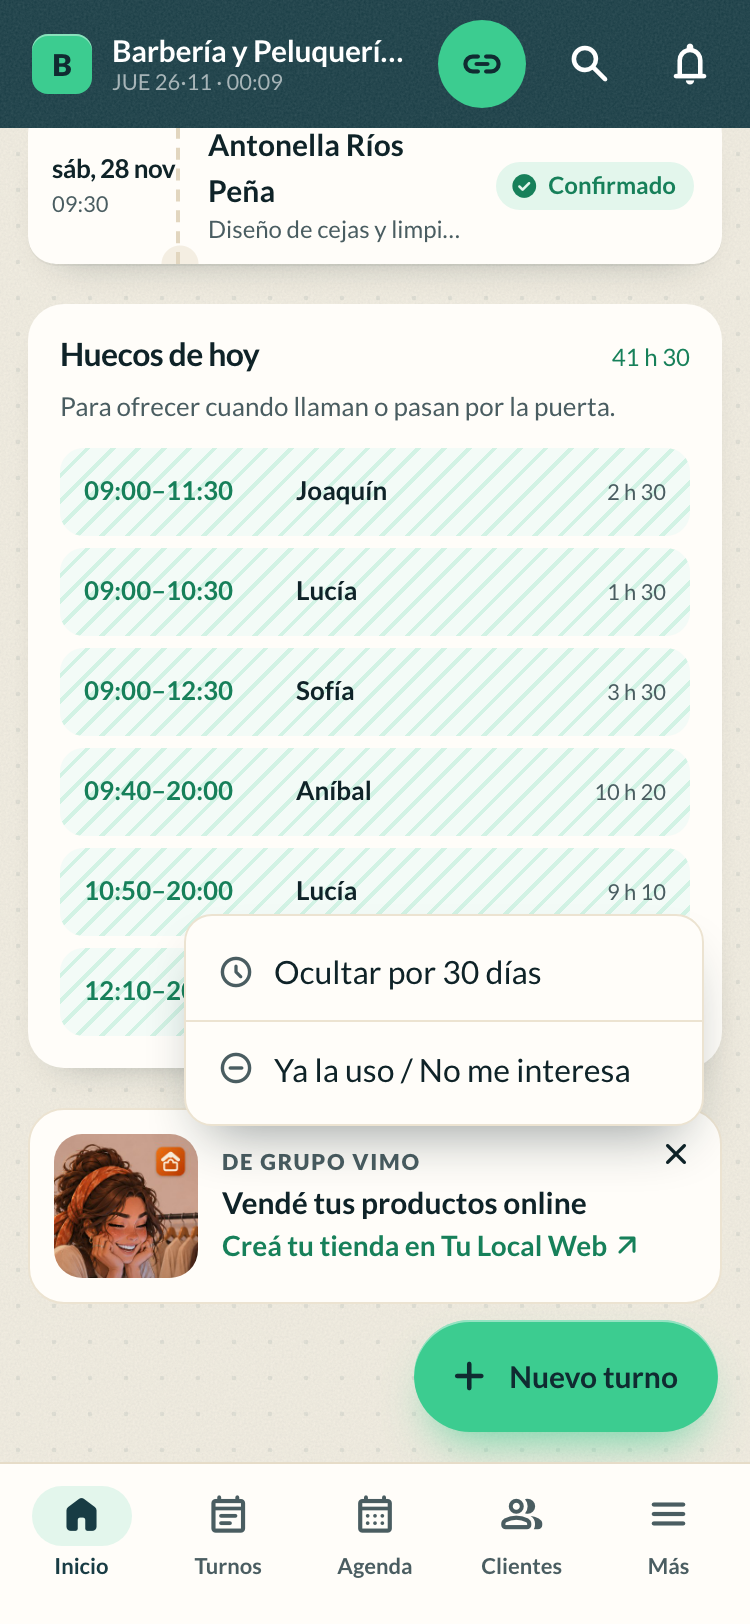 B
Barbería y Peluquerí...
JUE 26·11 · 00:09
sáb, 28 nov
09:30
Antonella Ríos
Peña
Diseño de cejas y limpi...
Confirmado
Huecos de hoy
41 h 30
Para ofrecer cuando llaman o pasan por la puerta.
09:00–11:30 Joaquín 2 h 30
09:00–10:30 Lucía 1 h 30
09:00–12:30 Sofía 3 h 30
09:40–20:00 Aníbal 10 h 20
10:50–20:00 Lucía 9 h 10
12:10–2
Ocultar por 30 días
Ya la uso / No me interesa
DE GRUPO VIMO
Vendé tus productos online
Creá tu tienda en Tu Local Web
Nuevo turno
Inicio
Turnos
Agenda
Clientes
Más